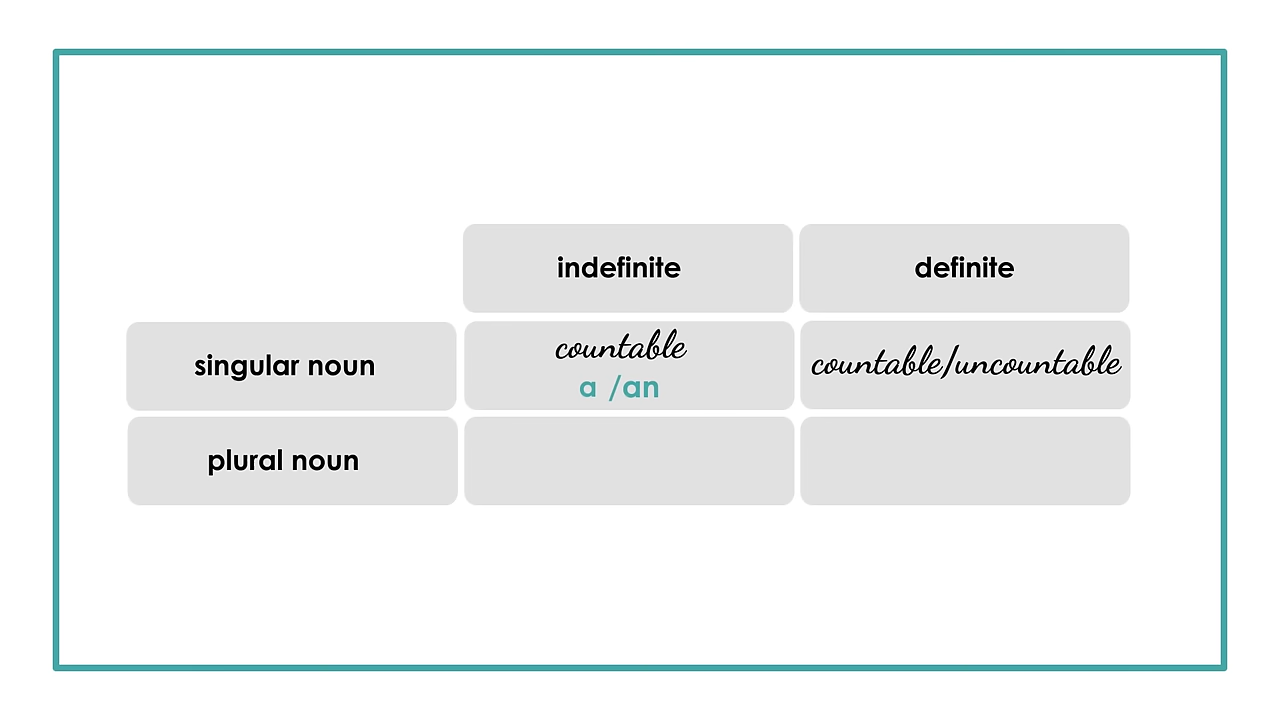 indefinite
definite
singular noun
countable
a /an
countable/uncountable
plural noun